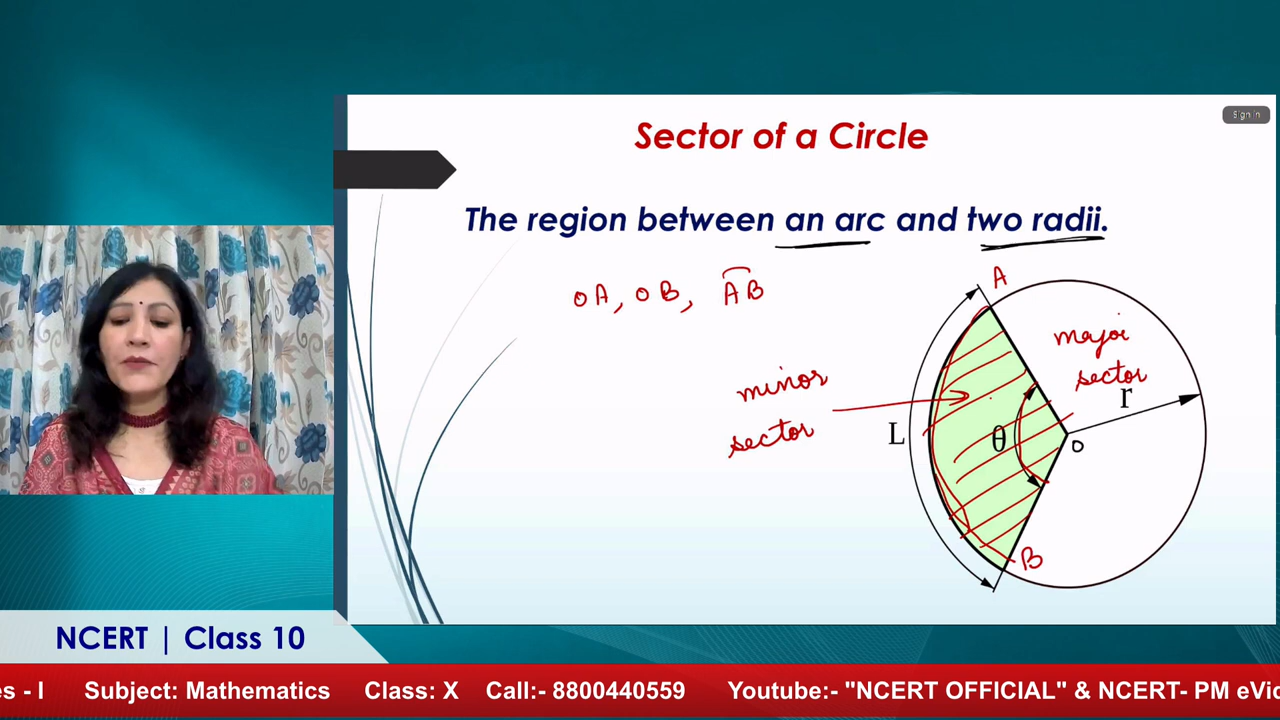 Sign in
Sector of a Circle
The region between an arc and two radii.
OA, OB, AB
A
major
sector
r
minor
sector
L
θ
O
B
NCERT | Class 10
es - I Subject: Mathematics Class: X Call:- 8800440559 Youtube:- "NCERT OFFICIAL" & NCERT- PM eVi